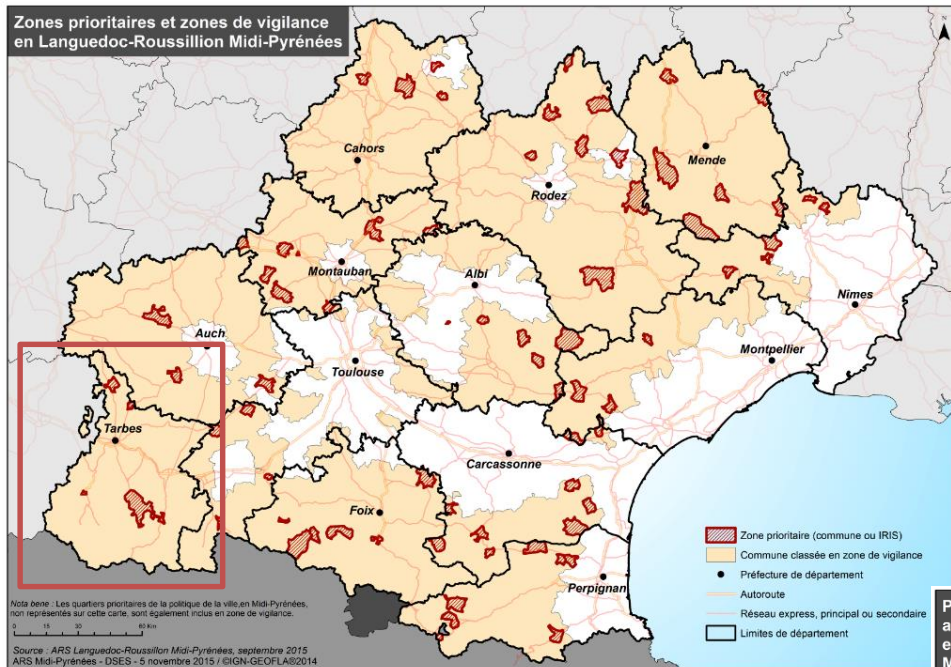 Zones prioritaires et zones de vigilance
en Languedoc-Roussillion Midi-Pyrénées
Cahors
Mende
Rodez
Montauban
Albi
Nîmes
Auch
Toulouse
Montpellier
Tarbes
Carcassonne
Foix
Perpignan
Zone prioritaire (commune ou IRIS)
Commune classée en zone de vigilance
Préfecture de département
Autoroute
Réseau express, principal ou secondaire
Limites de département
Nota bene : Les quartiers prioritaires de la politique de la ville,en Midi-Pyrénées,
non représentés sur cette carte, sont également inclus en zone de vigilance.
0 20 40 60 Km
Source : ARS Languedoc-Roussillon Midi-Pyrénées, septembre 2015
ARS Midi-Pyrénées - DSES - 5 novembre 2015 / ©IGN-GEOFLA®2014
P
a
e